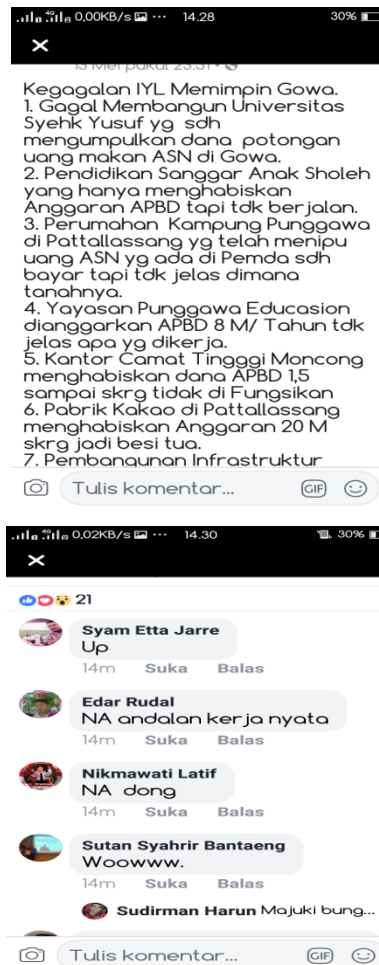 0,00KB/s ... 14.28 30%
13 Mei pukul 23.51
Kegagalan IYL Memimpin Gowa.
1. Gagal Membangun Universitas
Syehk Yusuf yg sdh
mengumpulkan dana potongan
uang makan ASN di Gowa.
2. Pendidikan Sanggar Anak Sholeh
yang hanya menghabiskan
Anggaran APBD tapi tdk berjalan.
3. Perumahan Kampung Punggawa
di Pattallassang yg telah menipu
uang ASN yg ada di Pemda sdh
bayar tapi tdk jelas dimana
tanahnya.
4. Yayasan Punggawa Educasion
dianggarkan APBD 8 M/ Tahun tdk
jelas apa yg dikerja.
5. Kantor Camat Tingggi Moncong
menghabiskan dana APBD 1,5
sampai skrg tidak di Fungsikan
6. Pabrik Kakao di Pattallassang
menghabiskan Anggaran 20 M
skrg jadi besi tua.
7. Pembangunan Infrastruktur
Tulis komentar... GIF
0,02KB/s ... 14.30 30%
21
Syam Etta Jarre
Up
14m Suka Balas
Edar Rudal
NA andalan kerja nyata
14m Suka Balas
Nikmawati Latif
NA dong
14m Suka Balas
Sutan Syahrir Bantaeng
Woowww.
14m Suka Balas
Sudirman Harun Majuki bung...
Tulis komentar... GIF